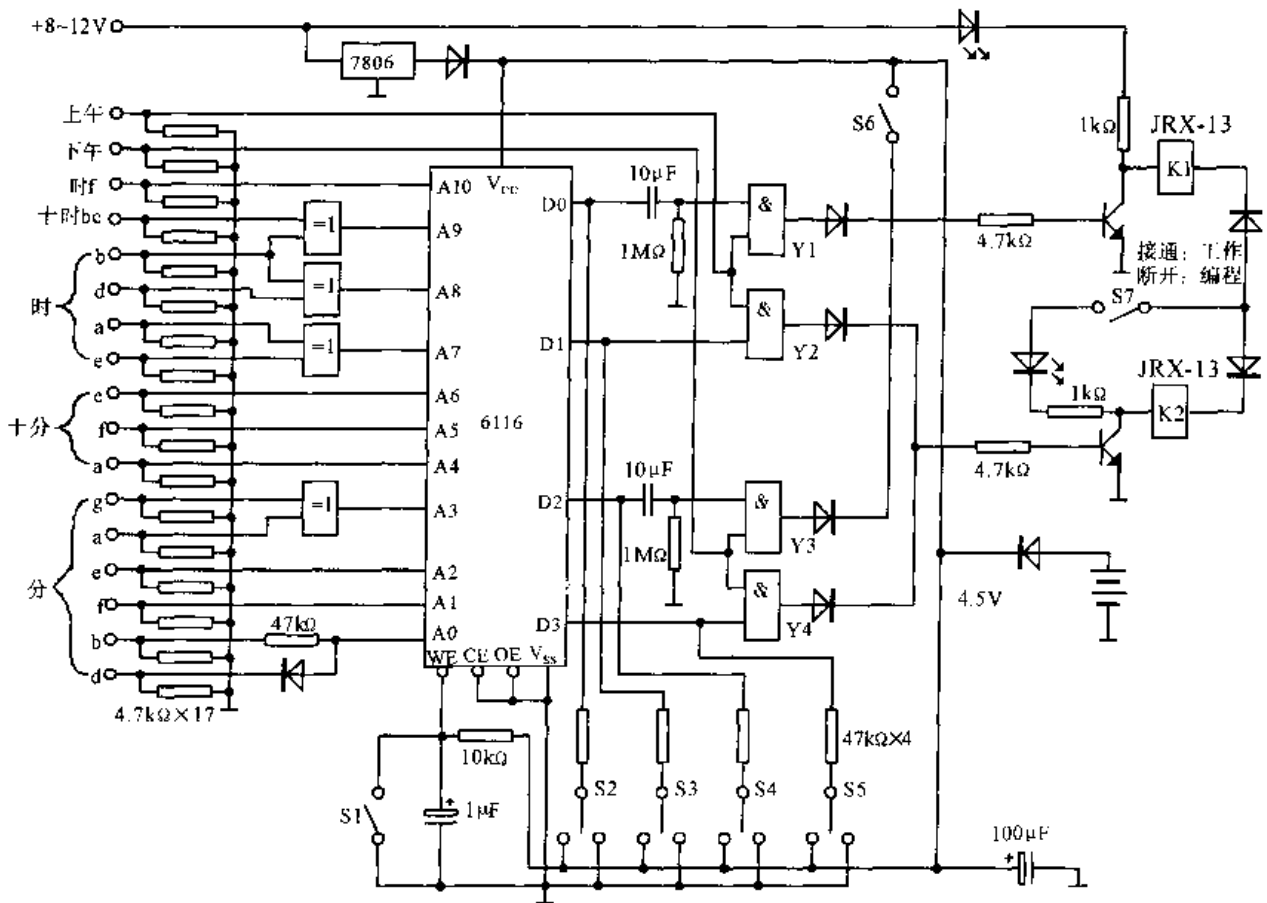 +8~12V
7806
上午
下午
时f
十时bc
b
d
a
e
时
e
f
a
十分
g
a
e
f
b
d
分
47kΩ
4.7kΩ×17
=1
=1
=1
=1
A10
A9
A8
A7
A6
A5
A4
A3
A2
A1
A0
6116
D0
D1
D2
D3
WE
CE
OE
VSS
10μF
1MΩ
&
Y1
&
Y2
10μF
1MΩ
&
Y3
&
Y4
S6
1kΩ
JRX-13
K1
4.7kΩ
接通：工作
断开：编程
S7
JRX-13
1kΩ
K2
4.7kΩ
4.5V
S1
10kΩ
+
1μF
S2
S3
S4
S5
47kΩ×4
100μF
+